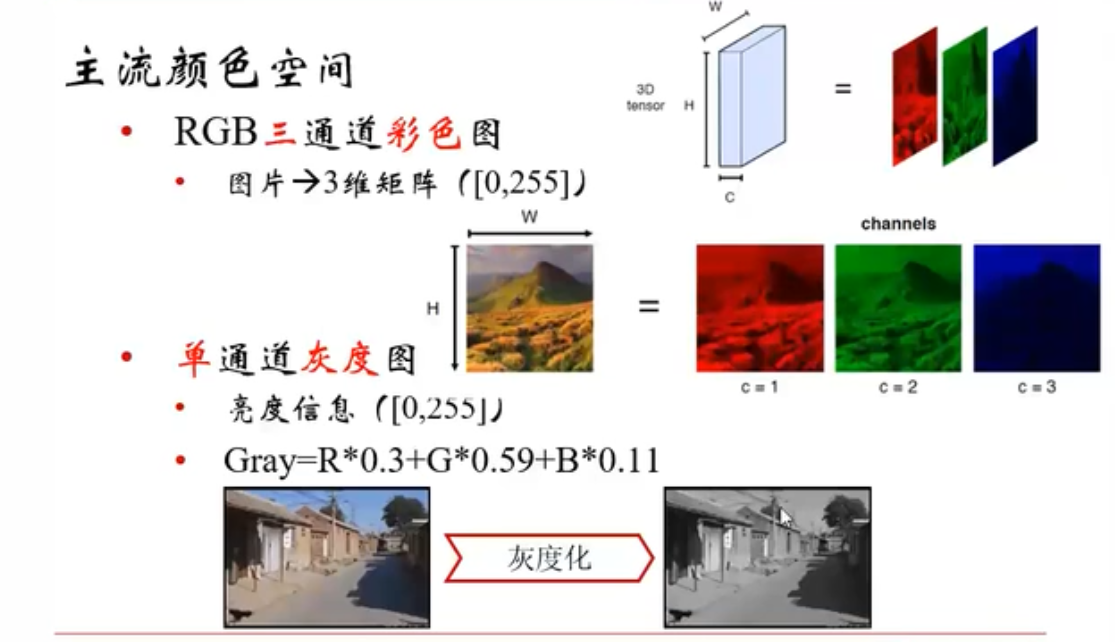 主流颜色空间
RGB三通道彩色图
图片→3维矩阵（[0,255]）
W
3D
tensor
H
C
=
channels
W
H
=
c = 1
c = 2
c = 3
单通道灰度图
亮度信息（[0,255]）
Gray=R*0.3+G*0.59+B*0.11
灰度化